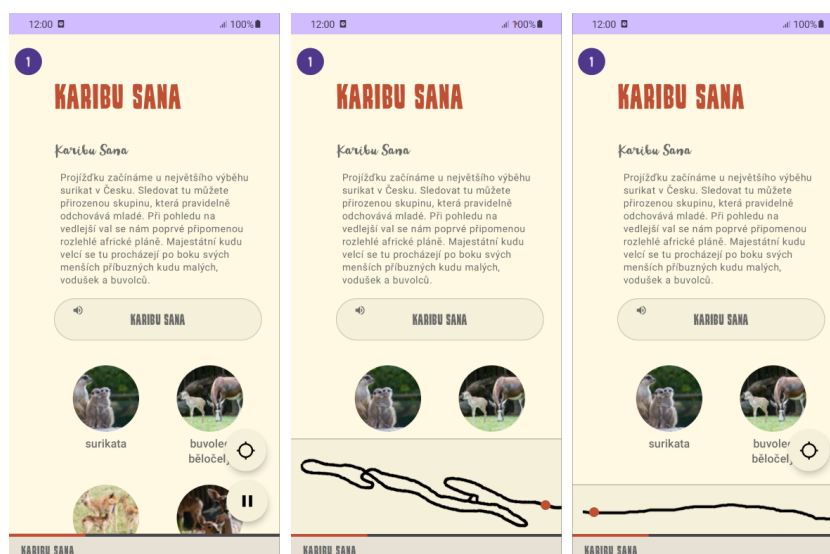 12:00 100%
1
KARIBU SANA
Karibu Sana
Projížďku začínáme u největšího výběhu
surikat v Česku. Sledovat tu můžete
přirozenou skupinu, která pravidelně
odchovává mladé. Při pohledu na
vedlejší val se nám poprvé připomenou
rozlehlé africké pláně. Majestátní kudu
velcí se tu procházejí po boku svých
menších příbuzných kudu malých,
vodušek a buvolců.
KARIBU SANA
surikata
KARIBU SANA
12:00 100%
1
KARIBU SANA
Karibu Sana
Projížďku začínáme u největšího výběhu
surikat v Česku. Sledovat tu můžete
přirozenou skupinu, která pravidelně
odchovává mladé. Při pohledu na
vedlejší val se nám poprvé připomenou
rozlehlé africké pláně. Majestátní kudu
velcí se tu procházejí po boku svých
menších příbuzných kudu malých,
vodušek a buvolců.
KARIBU SANA
KARIBU SANA
12:00 100%
1
KARIBU SANA
Karibu Sana
Projížďku začínáme u největšího výběhu
surikat v Česku. Sledovat tu můžete
přirozenou skupinu, která pravidelně
odchovává mladé. Při pohledu na
vedlejší val se nám poprvé připomenou
rozlehlé africké pláně. Majestátní kudu
velcí se tu procházejí po boku svých
menších příbuzných kudu malých,
vodušek a buvolců.
KARIBU SANA
surikata
KARIBU SANA